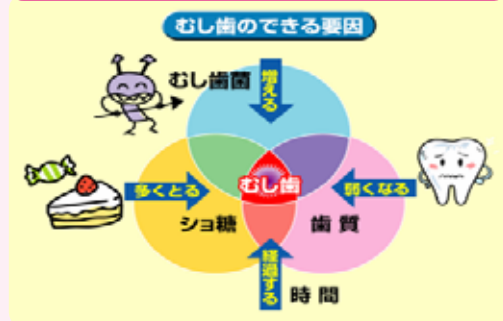 むし歯のできる要因
むし歯菌
増える
多くとる
むし歯
弱くなる
ショ糖
歯質
経過する
時間